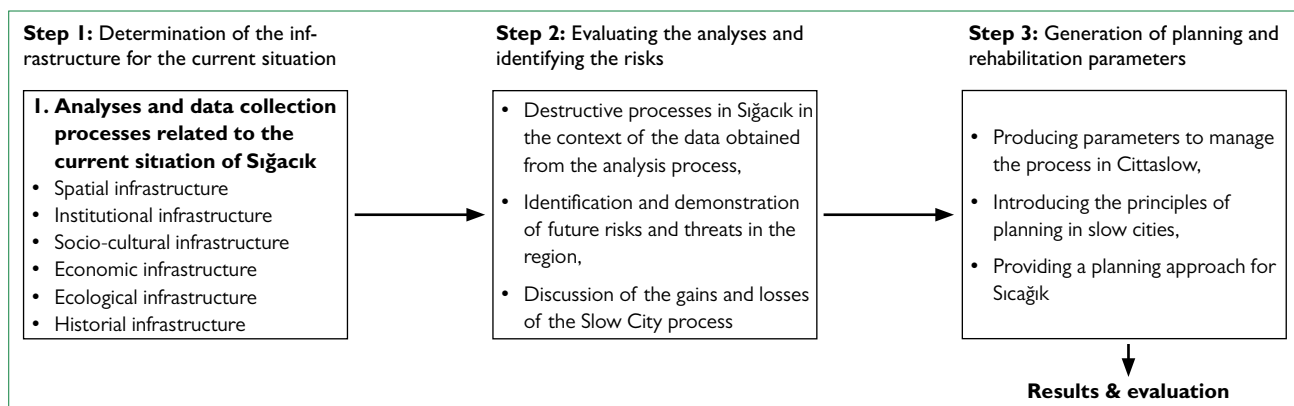 Step 1: Determination of the inf-
rastructure for the current situation
1. Analyses and data collection
processes related to the
current sitıation of Sığacık
• Spatial infrastructure
• Institutional infrastructure
• Socio-cultural infrastructure
• Economic infrastructure
• Ecological infrastructure
• Historial infrastructure
Step 2: Evaluating the analyses and
identifying the risks
• Destructive processes in Sığacık in
the context of the data obtained
from the analysis process,
• Identification and demonstration
of future risks and threats in the
region,
• Discussion of the gains and losses
of the Slow City process
Step 3: Generation of planning and
rehabilitation parameters
• Producing parameters to manage
the process in Cittaslow,
• Introducing the principles of
planning in slow cities,
• Providing a planning approach for
Sıcağık
Results & evaluation